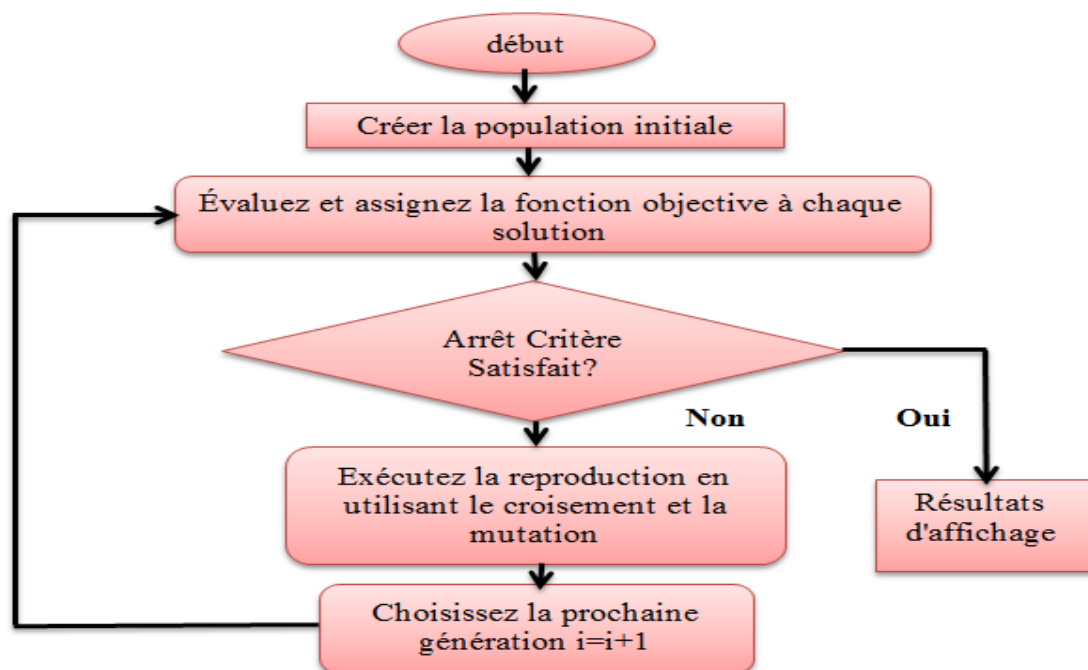 début
Créer la population initiale
Évaluez et assignez la fonction objective à chaque
solution
Arrêt Critère
Satisfait?
Non
Oui
Exécutez la reproduction en
utilisant le croisement et la
mutation
Résultats
d'affichage
Choisissez la prochaine
génération i=i+1